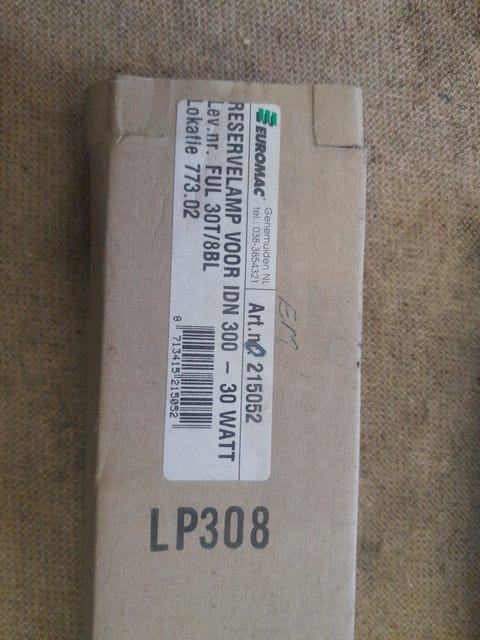 EUROMAC®
Genemuiden NL
tel.: 038-3854321
Art.no. 215052
RESERVELAMP VOOR IDN 300 - 30 WATT
Lev.nr. FUL 30T/8BL
Lokatie 773.02
8 713415 215052
EM
LP308